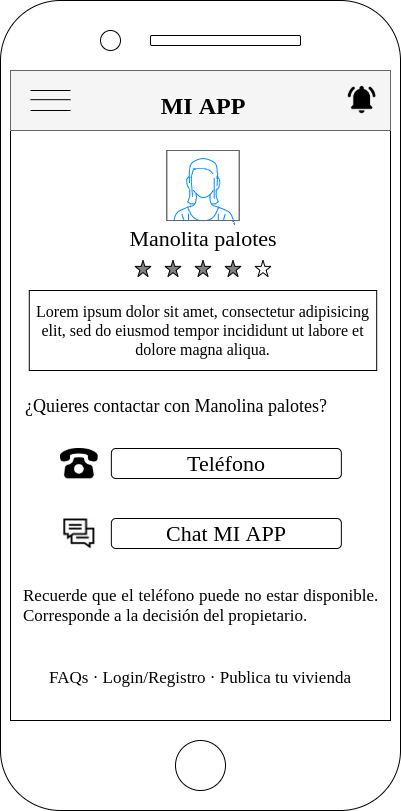 MI APP
Manolita palotes
Lorem ipsum dolor sit amet, consectetur adipisicing
elit, sed do eiusmod tempor incididunt ut labore et
dolore magna aliqua.
¿Quieres contactar con Manolina palotes?
Teléfono
Chat MI APP
Recuerde que el teléfono puede no estar disponible.
Corresponde a la decisión del propietario.
FAQs · Login/Registro · Publica tu vivienda